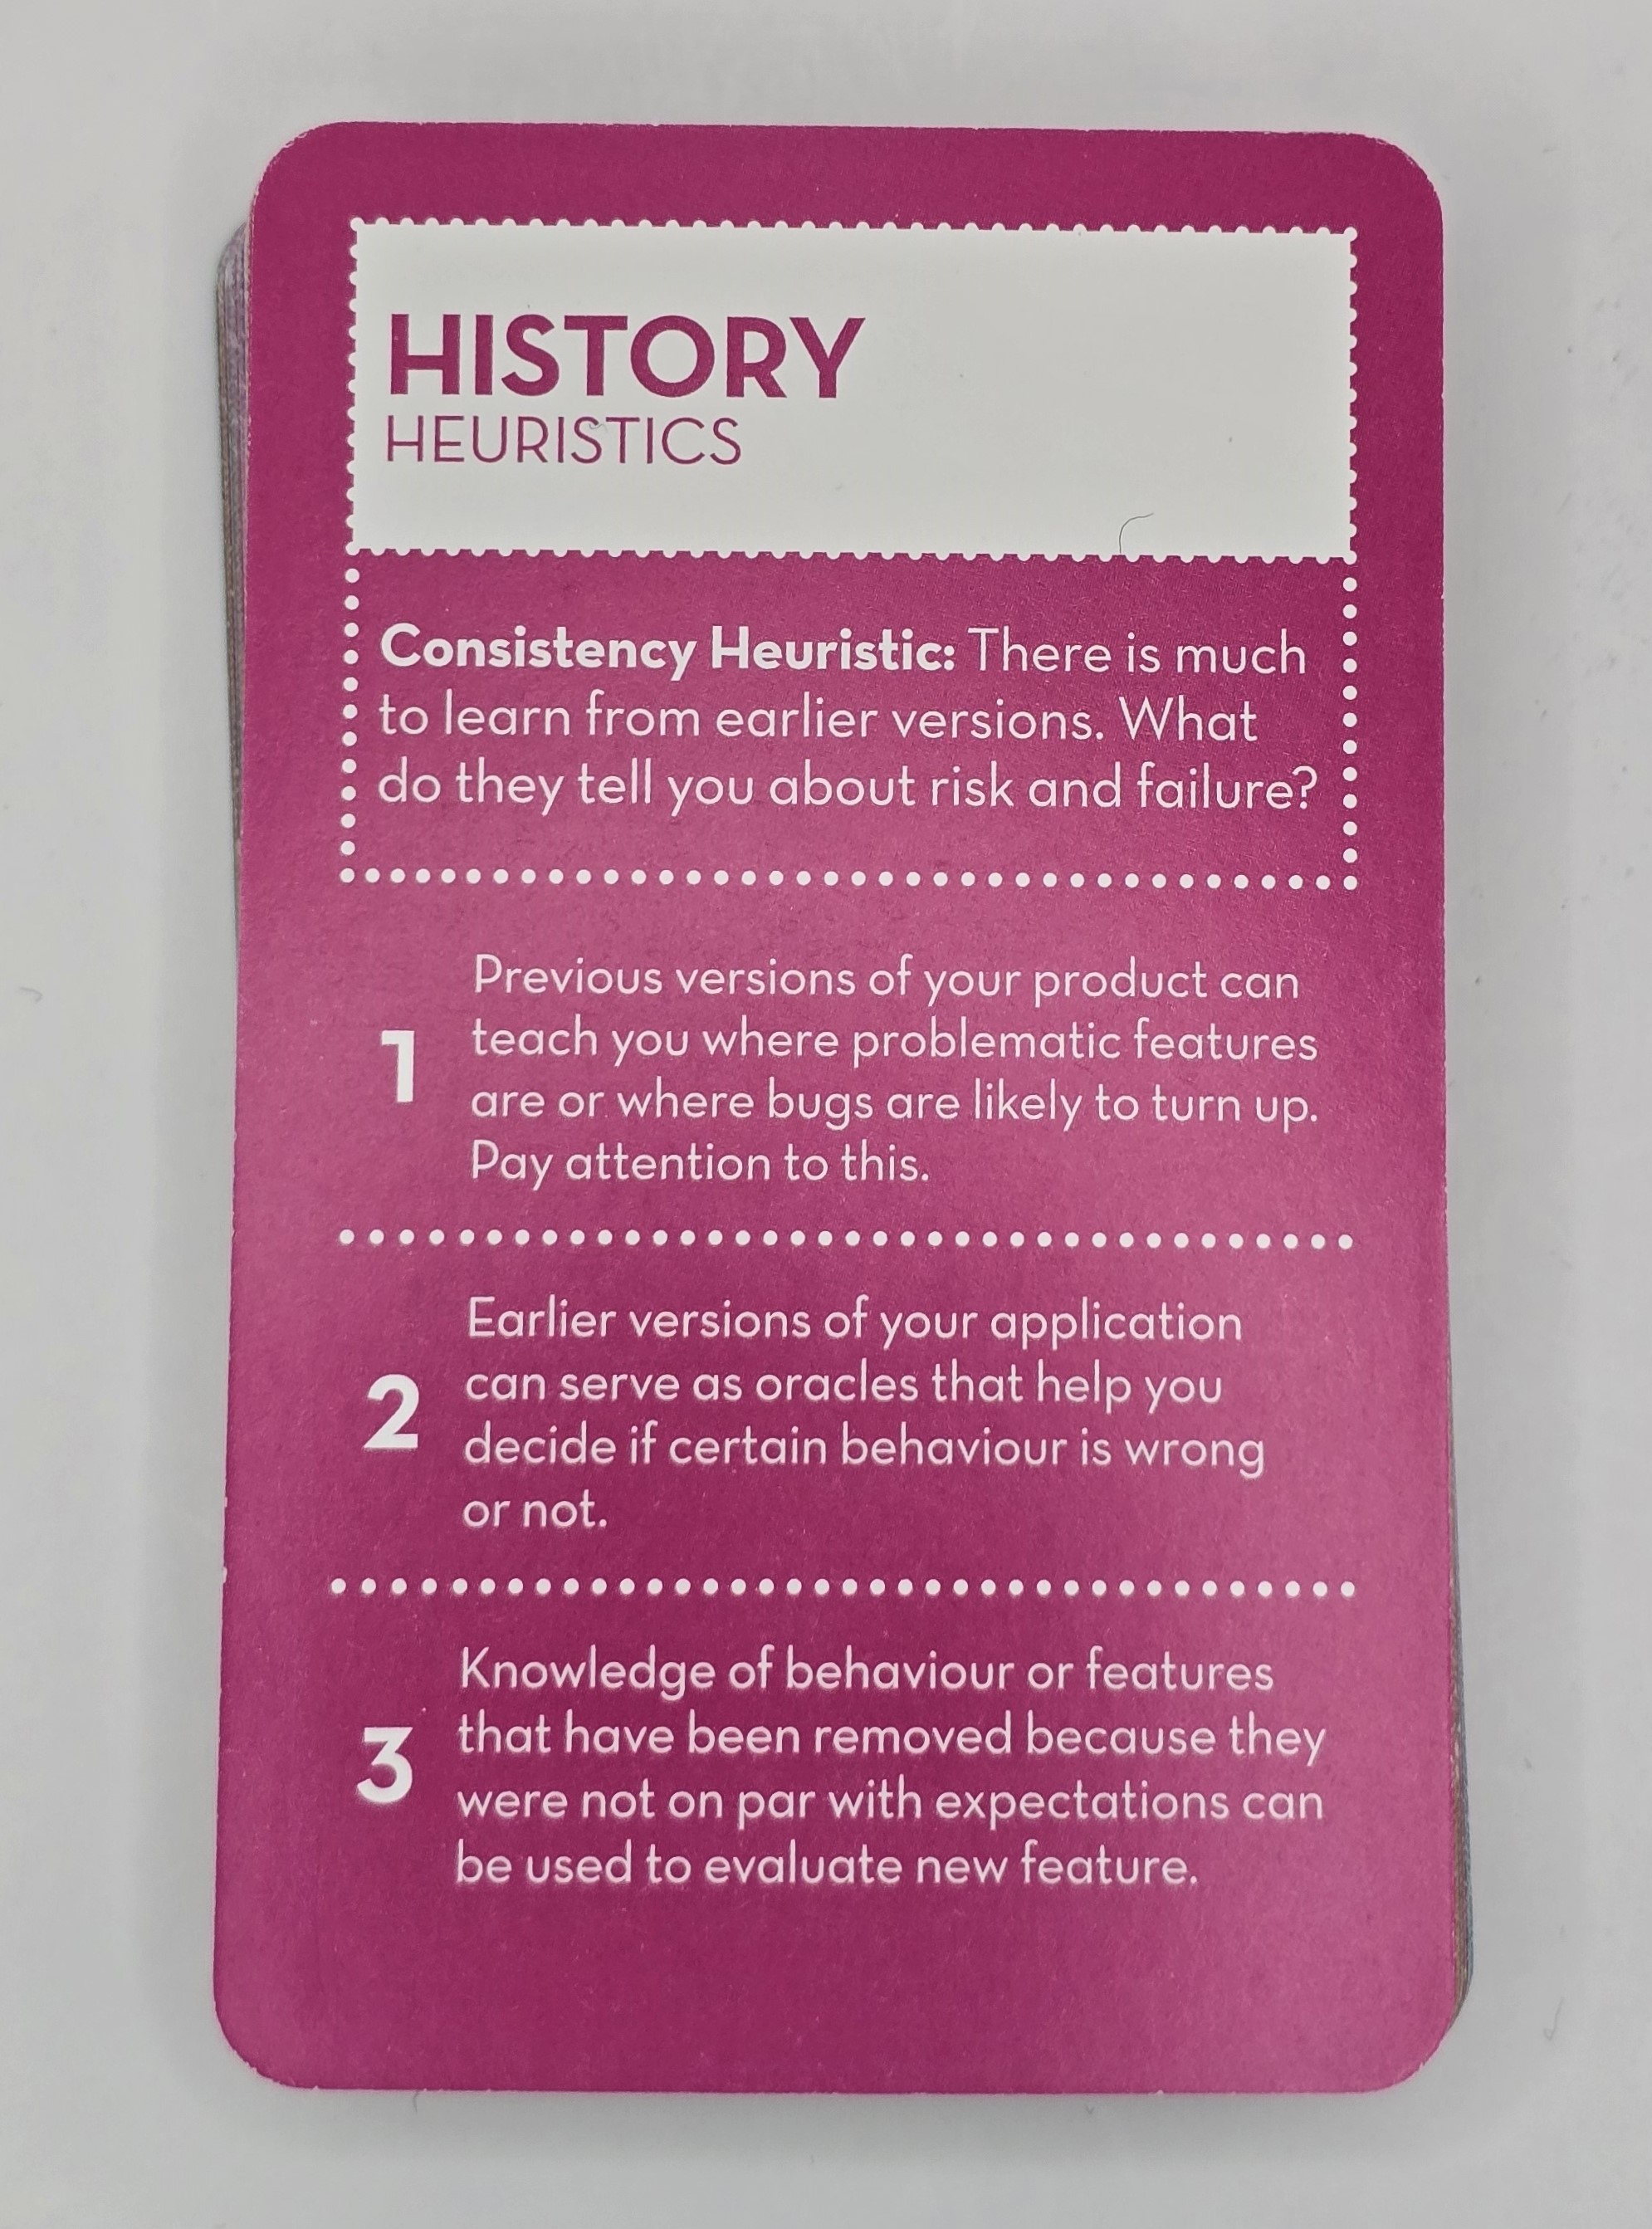 HISTORY
HEURISTICS
Consistency Heuristic: There is much
to learn from earlier versions. What
do they tell you about risk and failure?
1
Previous versions of your product can
teach you where problematic features
are or where bugs are likely to turn up.
Pay attention to this.
2
Earlier versions of your application
can serve as oracles that help you
decide if certain behaviour is wrong
or not.
3
Knowledge of behaviour or features
that have been removed because they
were not on par with expectations can
be used to evaluate new feature.